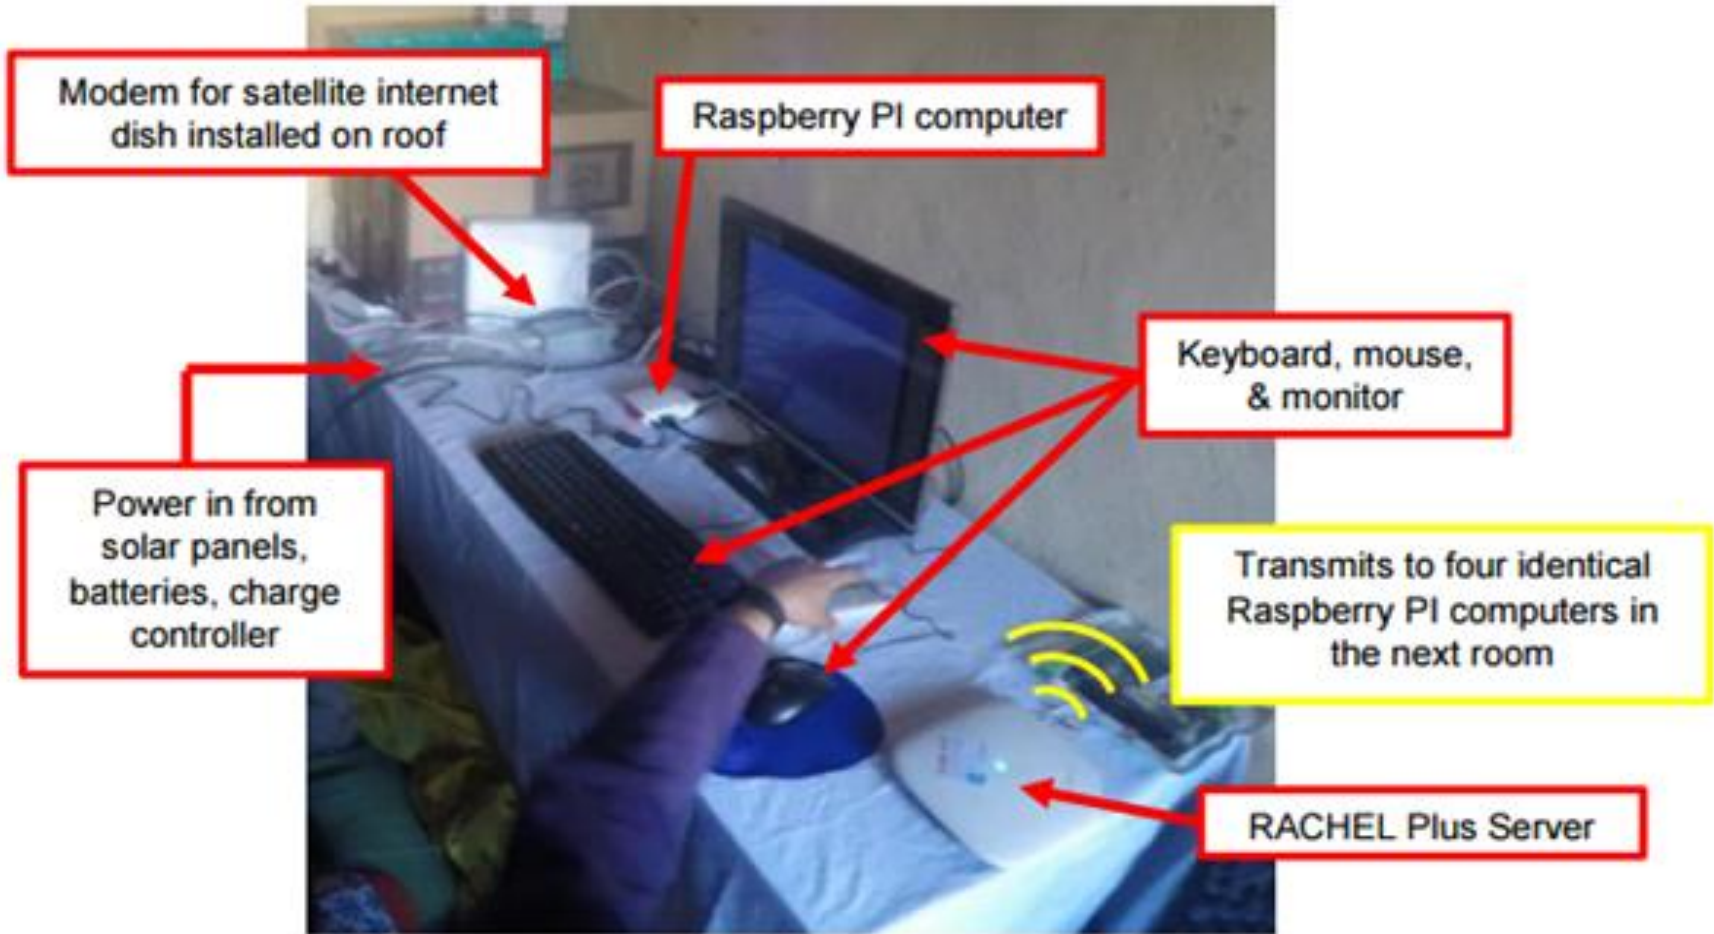 Modem for satellite internet
dish installed on roof
Raspberry PI computer
Keyboard, mouse,
& monitor
Power in from
solar panels,
batteries, charge
controller
Transmits to four identical
Raspberry PI computers in
the next room
RACHEL Plus Server